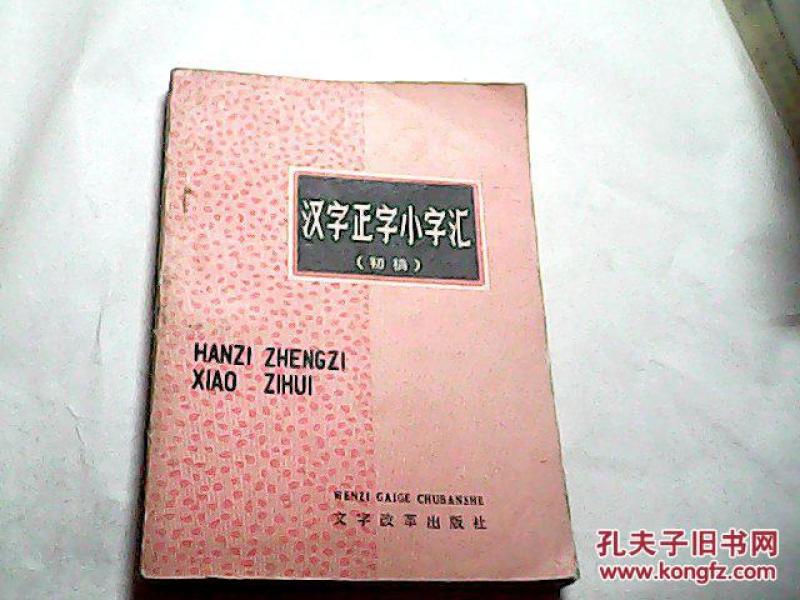 汉字正字小字汇
（初稿）
HANZI ZHENGZI
XIAO ZIHUI
WENZI GAIGE CHUBANSHE
文字改革出版社
孔夫子旧书网
www.kongfz.com